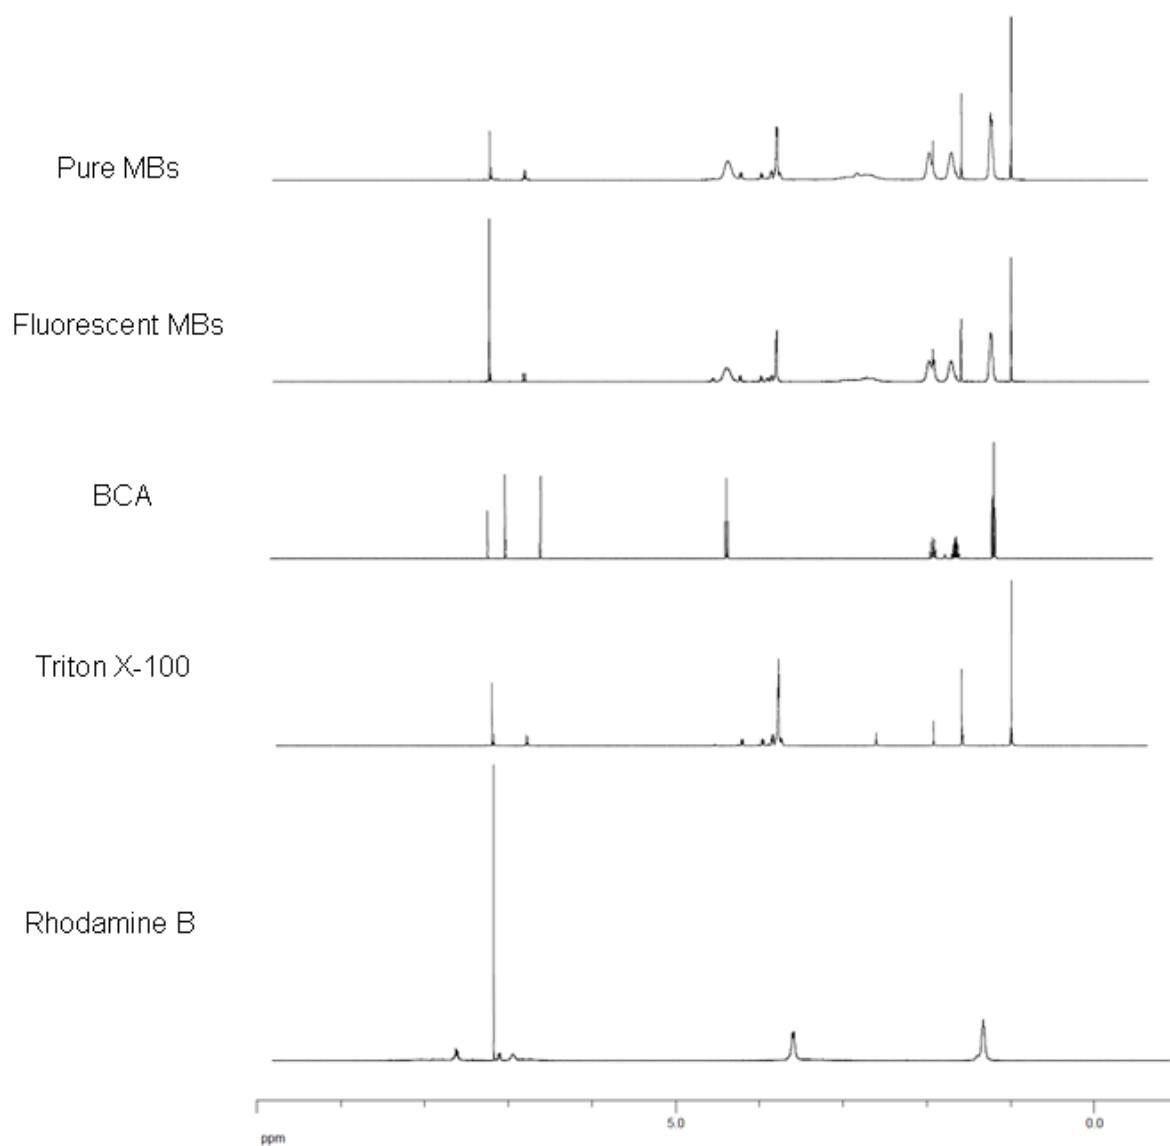 Pure MBs
Fluorescent MBs
BCA
Triton X-100
Rhodamine B
5.0 0.0
ppm